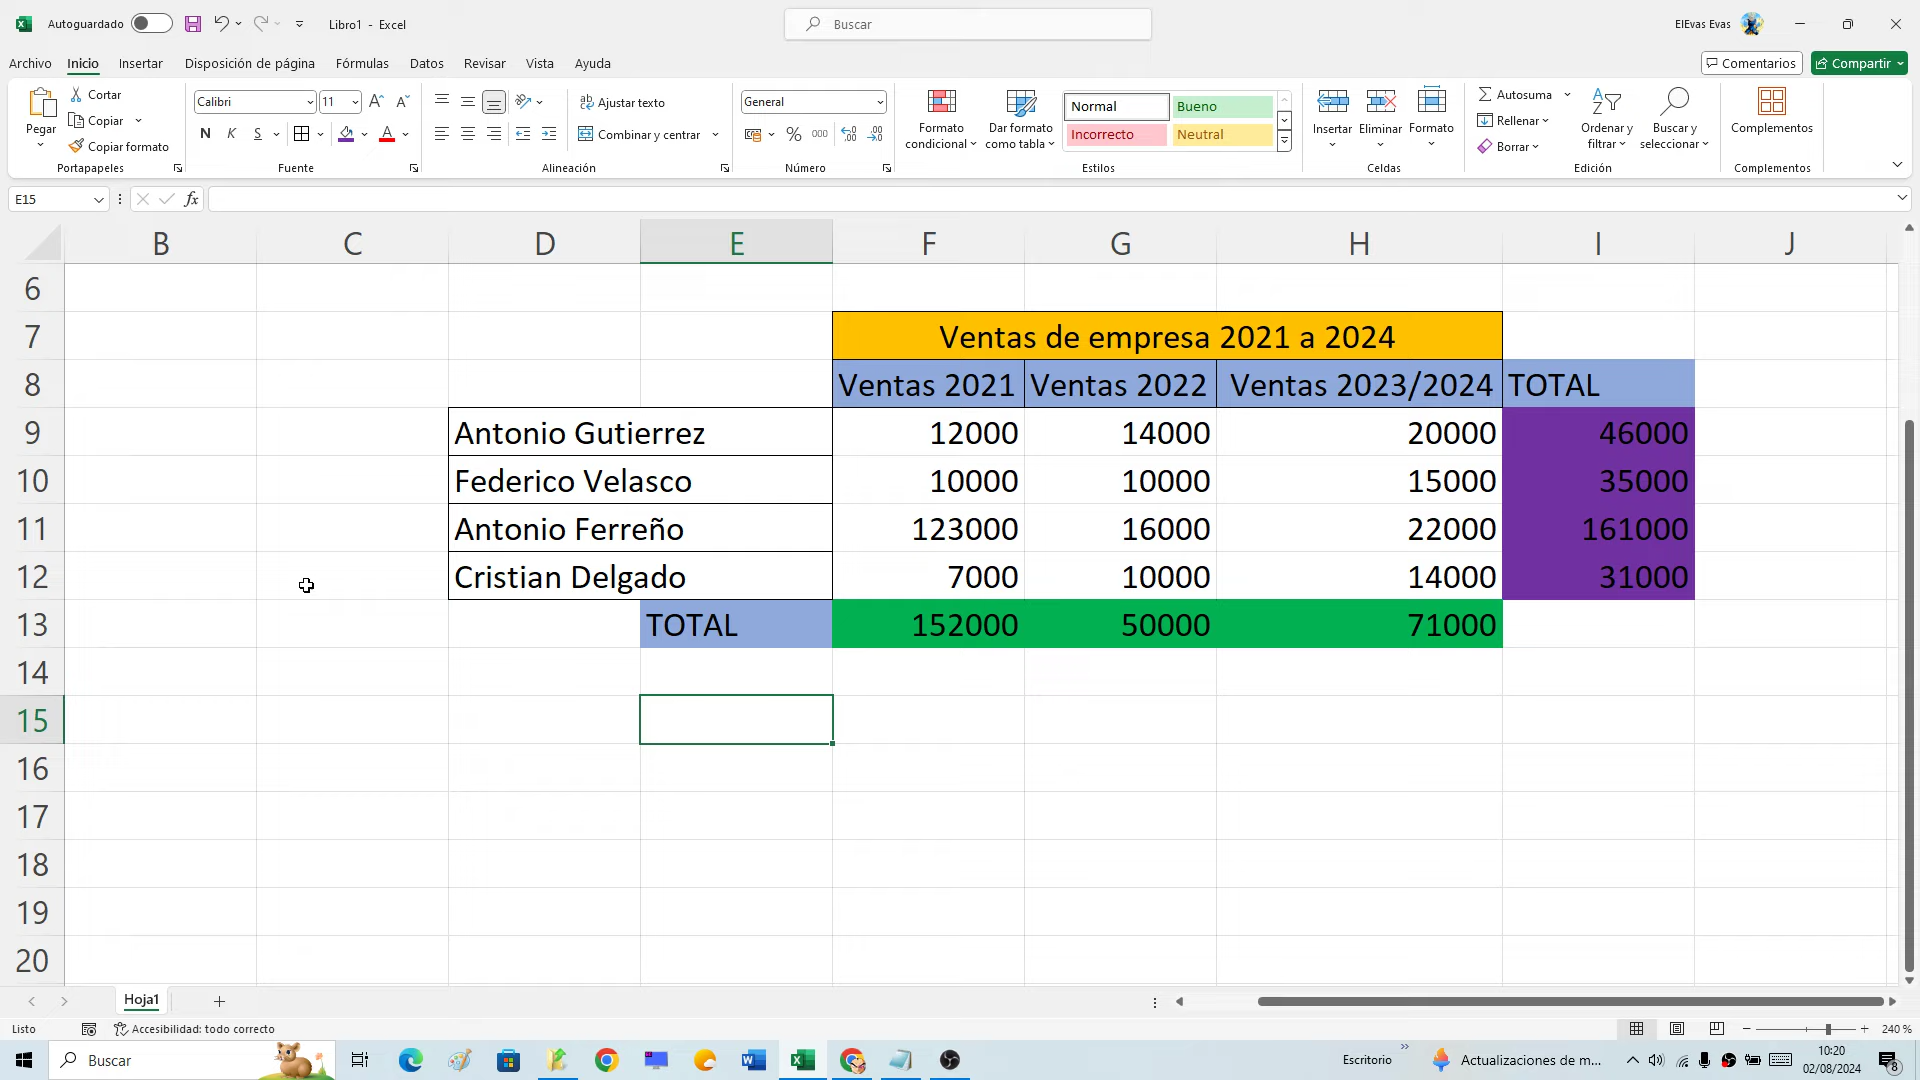 Autoguardado
Libro1 - Excel
Buscar
ElEvas Evas
Archivo Inicio Insertar Disposición de página Fórmulas Datos Revisar Vista Ayuda
Comentarios Compartir
Pegar
Cortar
Copiar
Copiar formato
Portapapeles
Calibri 11
N K S
Fuente
Ajustar texto
Combinar y centrar
Alineación
General
% 000
Número
Formato condicional
Dar formato como tabla
Normal Bueno
Incorrecto Neutral
Estilos
Insertar Eliminar Formato
Celdas
Autosuma
Rellenar
Borrar
Ordenar y filtrar
Buscar y seleccionar
Edición
Complementos
Complementos
E15
fx
B C D E F G H I J
6
7 Ventas de empresa 2021 a 2024
8 Ventas 2021 Ventas 2022 Ventas 2023/2024 TOTAL
9 Antonio Gutierrez 12000 14000 20000 46000
10 Federico Velasco 10000 10000 15000 35000
11 Antonio Ferreño 123000 16000 22000 161000
12 Cristian Delgado 7000 10000 14000 31000
13 TOTAL 152000 50000 71000
14
15
16
17
18
19
20
Hoja1
Listo
Accesibilidad: todo correcto
240 %
Buscar
Escritorio
Actualizaciones de m...
10:20
02/08/2024
8